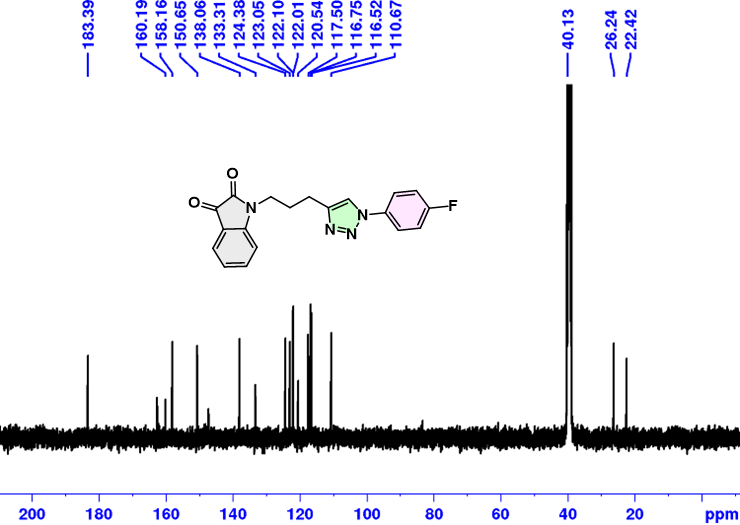 183.39
160.19
158.16
150.65
138.06
133.31
124.38
123.05
122.10
122.01
120.54
117.50
116.75
116.52
110.67
40.13
26.24
22.42
O
O
N
N
N
N
F
200 180 160 140 120 100 80 60 40 20 ppm